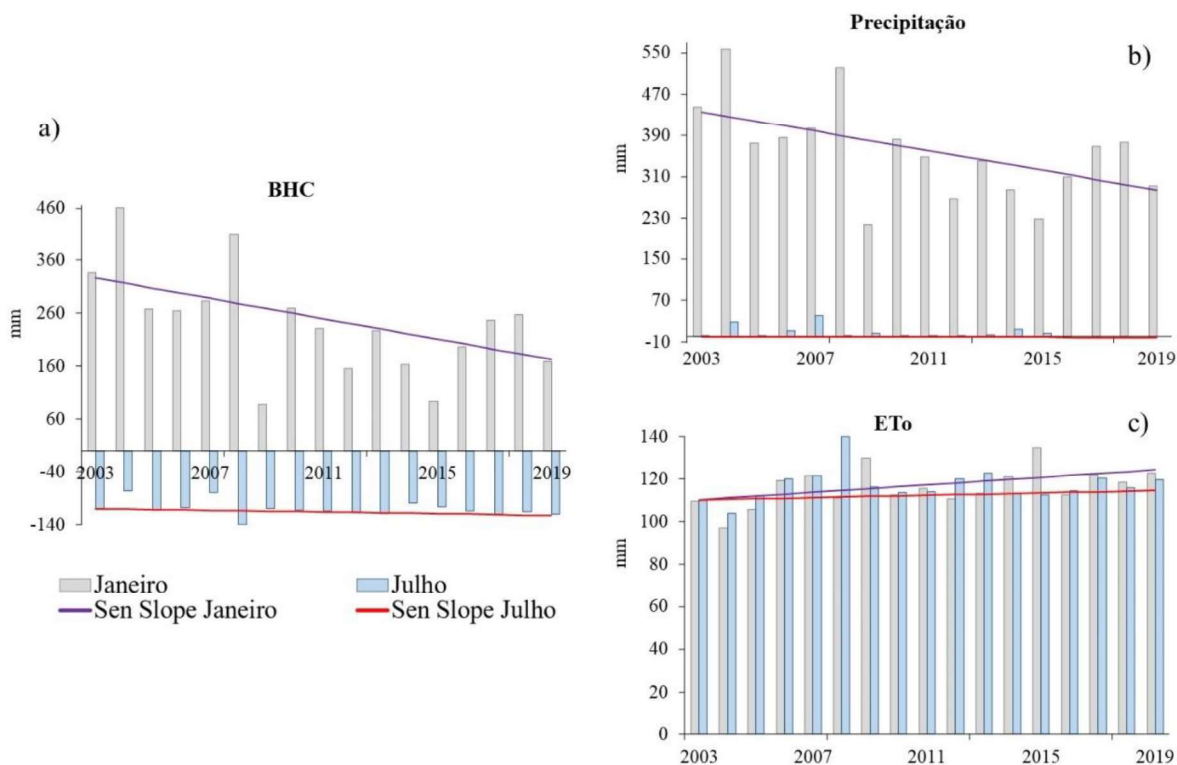 a)
BHC
mm
460
360
260
160
60
-40
-140
2003
2007
2011
2015
2019
Janeiro
Julho
Sen Slope Janeiro
Sen Slope Julho
Precipitação
b)
mm
550
470
390
310
230
150
70
-10
2003
2007
2011
2015
2019
ETo
c)
mm
140
120
100
80
60
40
20
0
2003
2007
2011
2015
2019